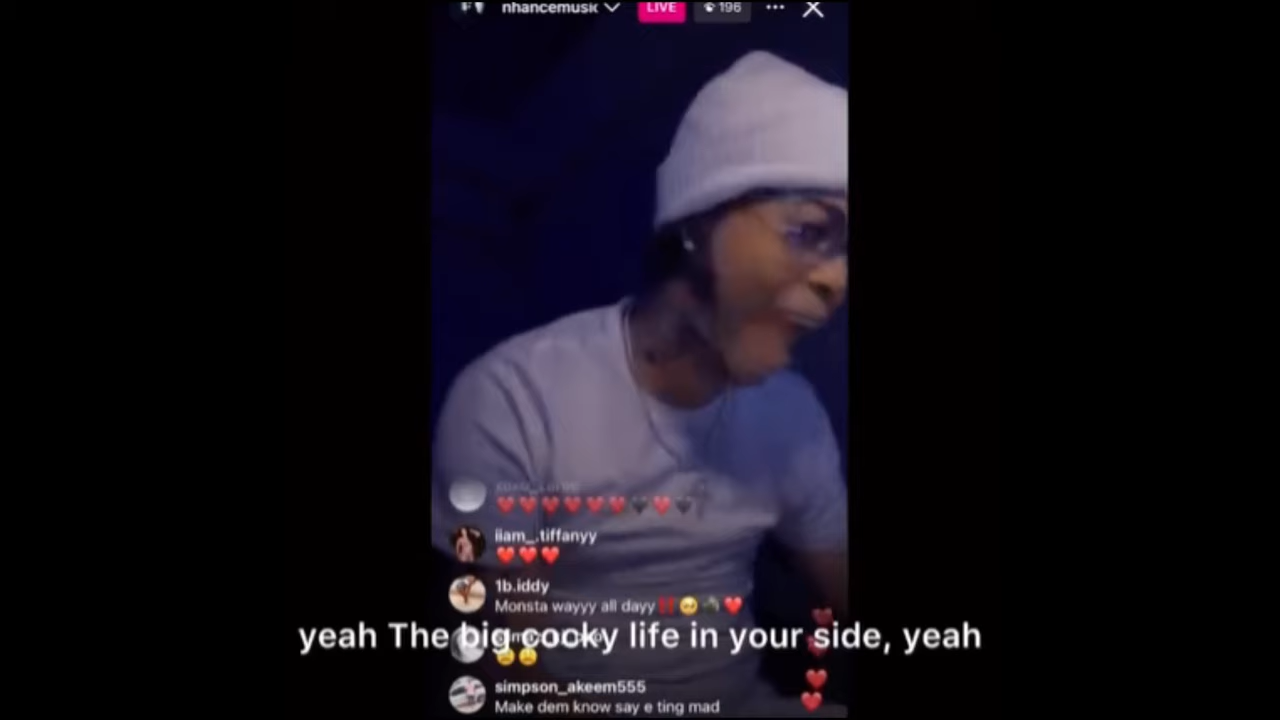 nhancemusic LIVE 196
iiam_.tiffanyy
1b.iddy
Monsta wayyy all dayy‼️🥺
yeah The big cocky life in your side, yeah
simpson_akeem555
Make dem know say e ting mad